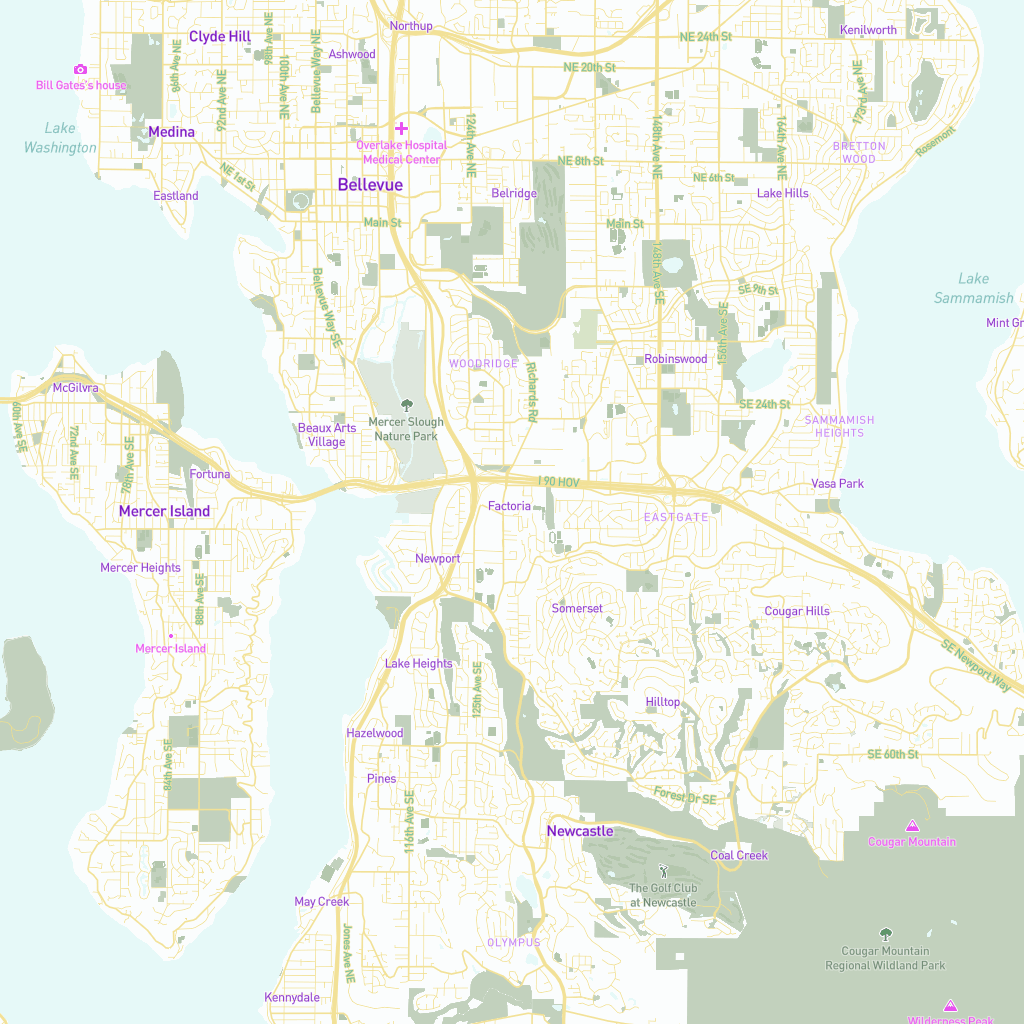 Northup
Clyde Hill
98th Ave NE
NE 24th St
Kenilworth
Ashwood
86th Ave NE
NE 20th St
Bellevue Way NE
Bill Gates's house
100th Ave NE
92nd Ave NE
173rd Ave NE
Lake
Washington
Medina
124th Ave NE
148th Ave NE
164th Ave NE
Rosemont
Overlake Hospital
Medical Center
BRETTON
WOOD
NE 8th St
NE 1st St
NE 6th St
Bellevue
Eastland
Belridge
Lake Hills
Main St
Main St
148th Ave SE
Lake
Sammamish
SE 9th St
Bellevue Way SE
Mint Gr
156th Ave SE
WOODRIDGE
Robinswood
McGilvra
Richards Rd
60th Ave SE
SE 24th St
Mercer Slough
Nature Park
Beaux Arts
Village
SAMMAMISH
HEIGHTS
72nd Ave SE
78th Ave SE
Fortuna
I 90 HOV
Vasa Park
Mercer Island
Factoria
EASTGATE
Newport
Mercer Heights
88th Ave SE
Somerset
Cougar Hills
Mercer Island
SE Newport Way
Lake Heights
125th Ave SE
Hilltop
Hazelwood
84th Ave SE
SE 60th St
Pines
Forest Dr SE
116th Ave SE
Newcastle
Cougar Mountain
Coal Creek
The Golf Club
at Newcastle
May Creek
Jones Ave NE
OLYMPUS
Cougar Mountain
Regional Wildland Park
Kennydale
Wilderness Peak